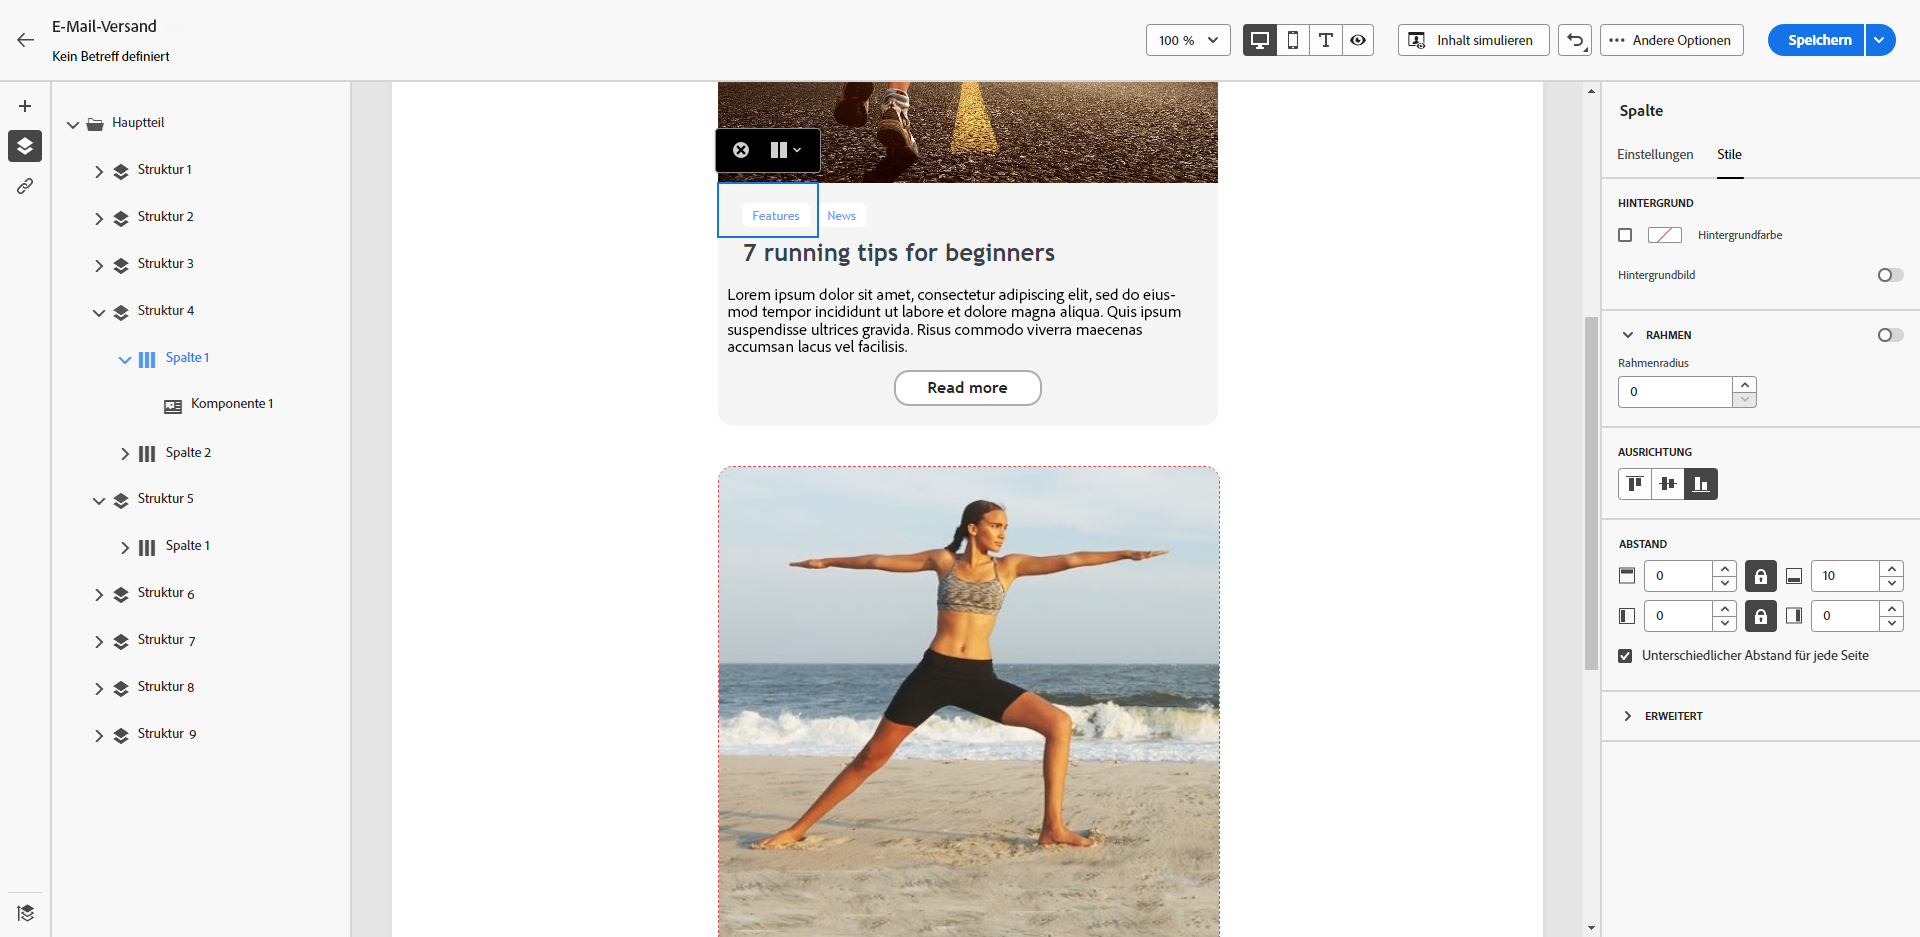 E-Mail-Versand
Kein Betreff definiert
100 %
Inhalt simulieren
Andere Optionen
Speichern
Hauptteil
Struktur 1
Struktur 2
Struktur 3
Struktur 4
Spalte 1
Komponente 1
Spalte 2
Struktur 5
Spalte 1
Struktur 6
Struktur 7
Struktur 8
Struktur 9
Features
News
7 running tips for beginners
Lorem ipsum dolor sit amet, consectetur adipiscing elit, sed do eius-
mod tempor incididunt ut labore et dolore magna aliqua. Quis ipsum
suspendisse ultrices gravida. Risus commodo viverra maecenas
accumsan lacus vel facilisis.
Read more
Spalte
Einstellungen
Stile
HINTERGRUND
Hintergrundfarbe
Hintergrundbild
RAHMEN
Rahmenradius
0
AUSRICHTUNG
ABSTAND
0
10
0
0
Unterschiedlicher Abstand für jede Seite
ERWEITERT